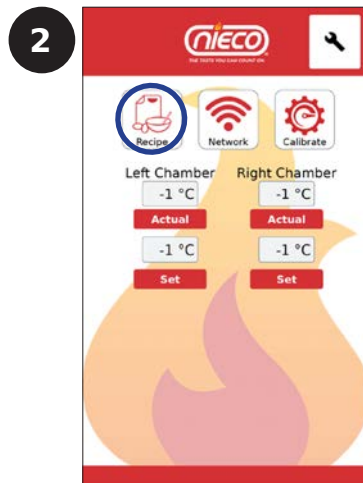 2
nieco
THE TASTE YOU CAN COUNT ON.
Recipe Network Calibrate
Left Chamber Right Chamber
-1 °C -1 °C
Actual Actual
-1 °C -1 °C
Set Set